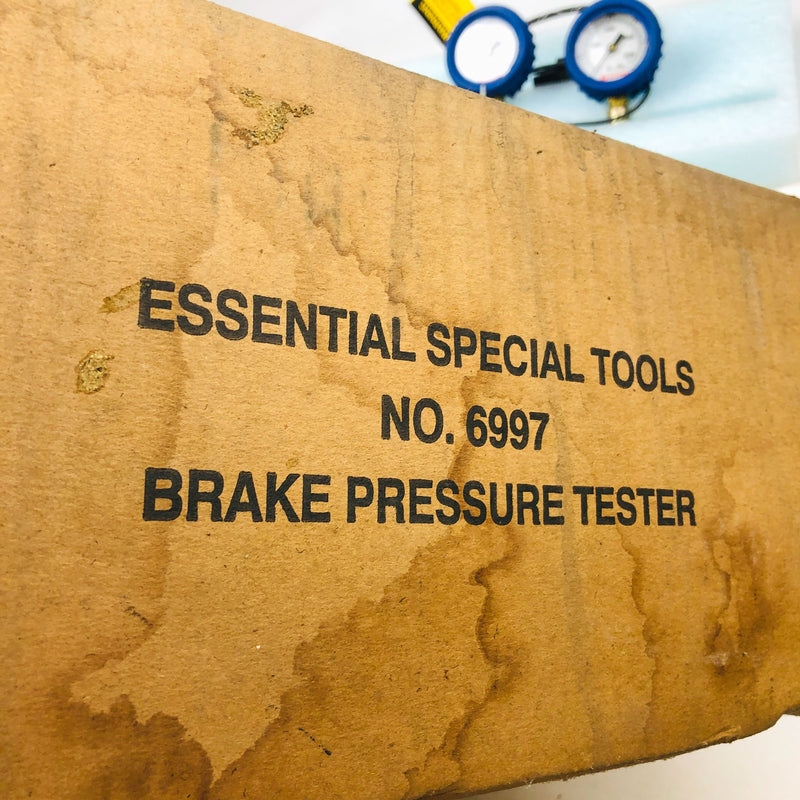 ESSENTIAL SPECIAL TOOLS
NO. 6997
BRAKE PRESSURE TESTER